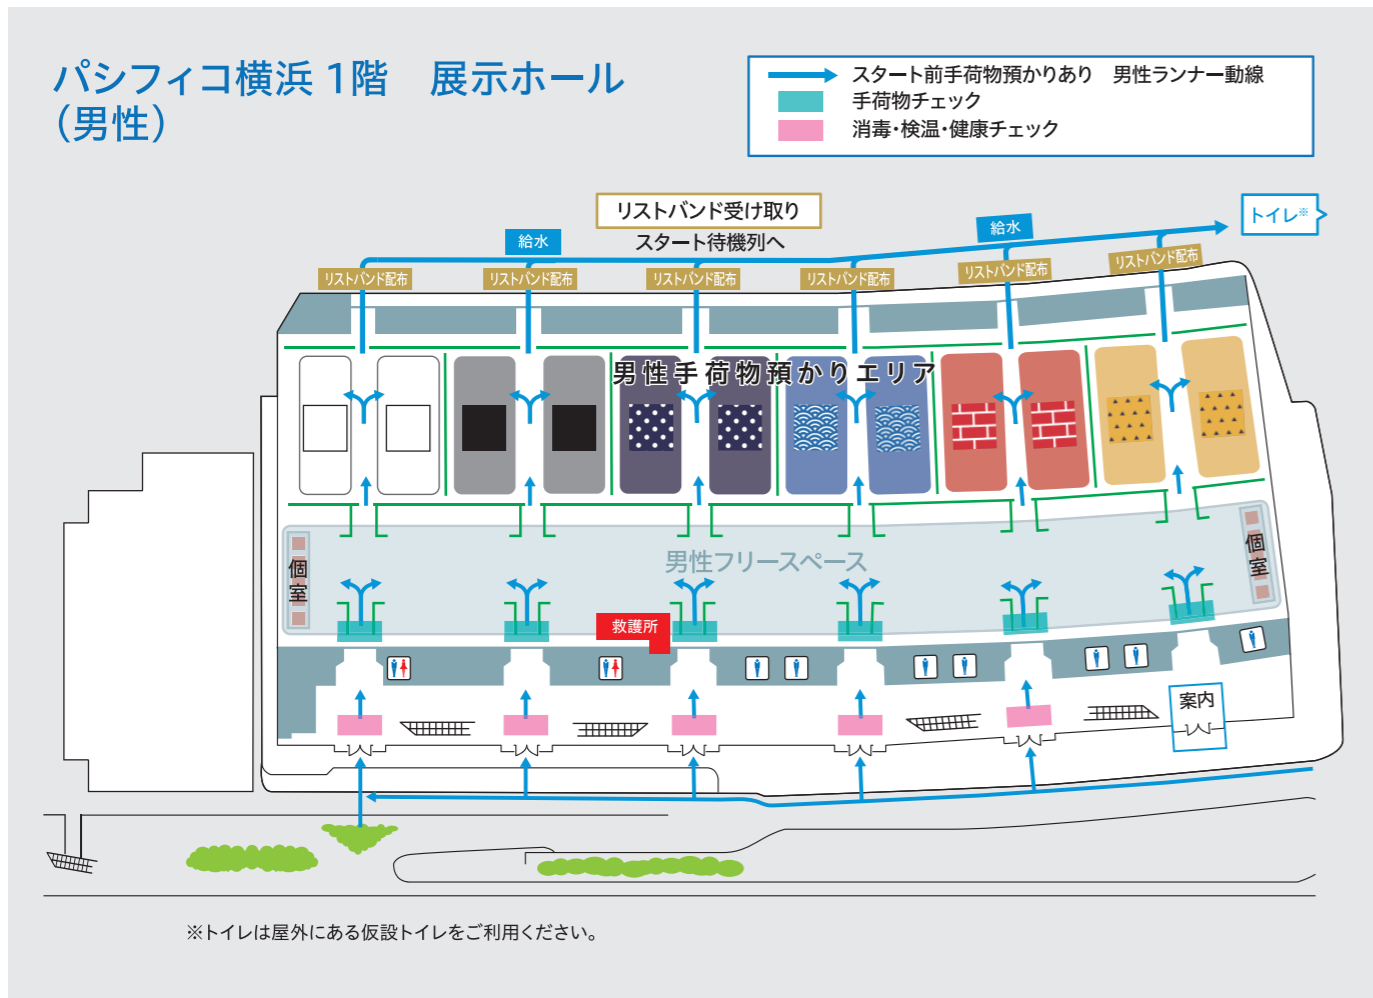 パシフィコ横浜 1階　展示ホール
（男性）
スタート前手荷物預かりあり　男性ランナー動線
手荷物チェック
消毒・検温・健康チェック
リストバンド受け取り
スタート待機列へ
トイレ※
給水
給水
リストバンド配布
リストバンド配布
リストバンド配布
リストバンド配布
リストバンド配布
リストバンド配布
男性手荷物預かりエリア
男性フリースペース
個室
個室
救護所
案内
※トイレは屋外にある仮設トイレをご利用ください。